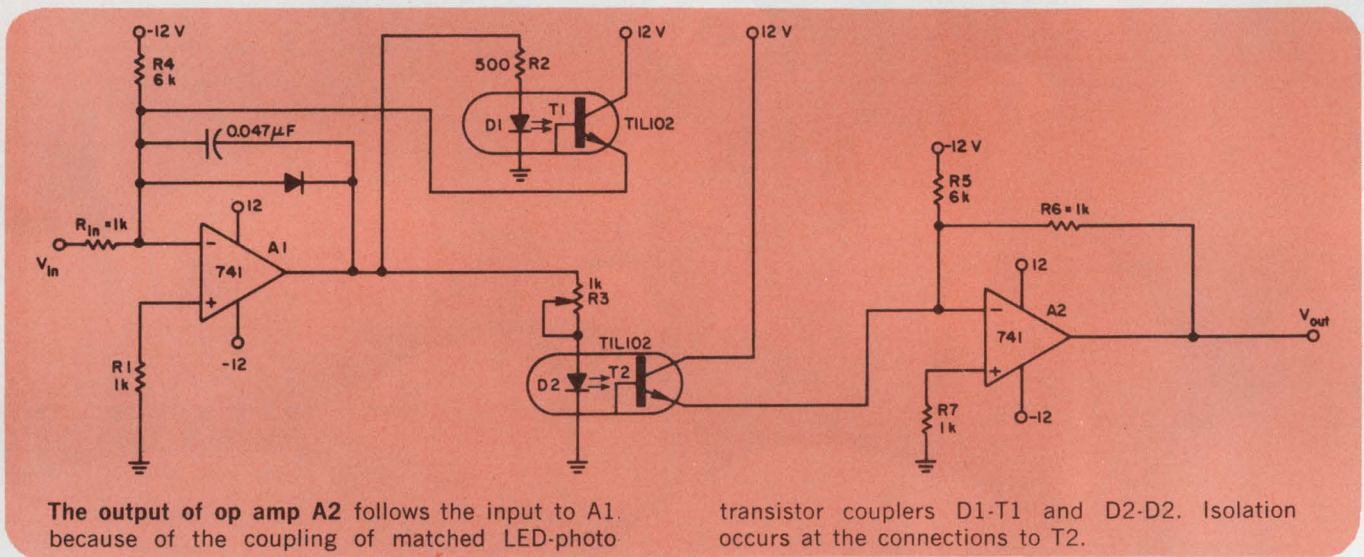 -12 V
R4
6 k
0.047μF
Rin = 1k
Vin
12
A1
741
-
+
-12
R1
1k
500
R2
12 V
D1
T1
TIL102
12 V
1k
R3
TIL102
D2
T2
-12 V
R5
6k
R6 = 1k
12
A2
741
-
+
-12
R7
1k
Vout
The output of op amp A2 follows the input to A1.
because of the coupling of matched LED-photo
transistor couplers D1-T1 and D2-D2. Isolation
occurs at the connections to T2.